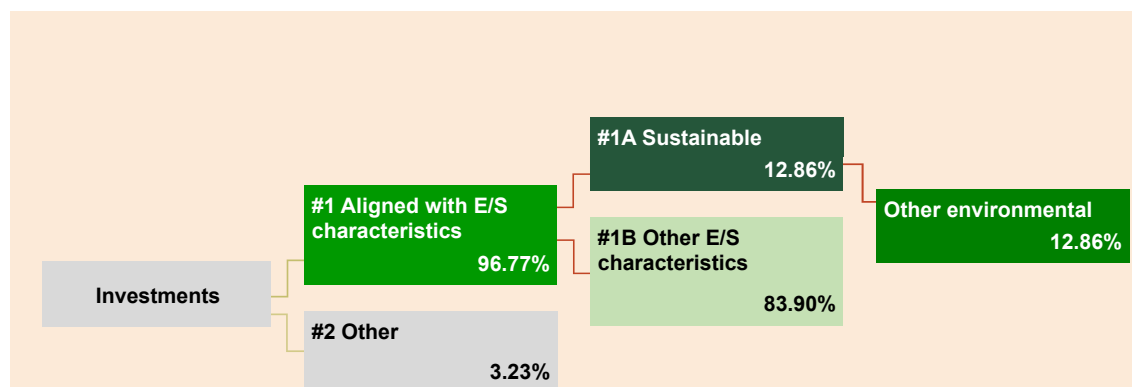 #1A Sustainable
12.86%
#1 Aligned with E/S
characteristics
96.77%
Other environmental
12.86%
#1B Other E/S
characteristics
83.90%
Investments
#2 Other
3.23%